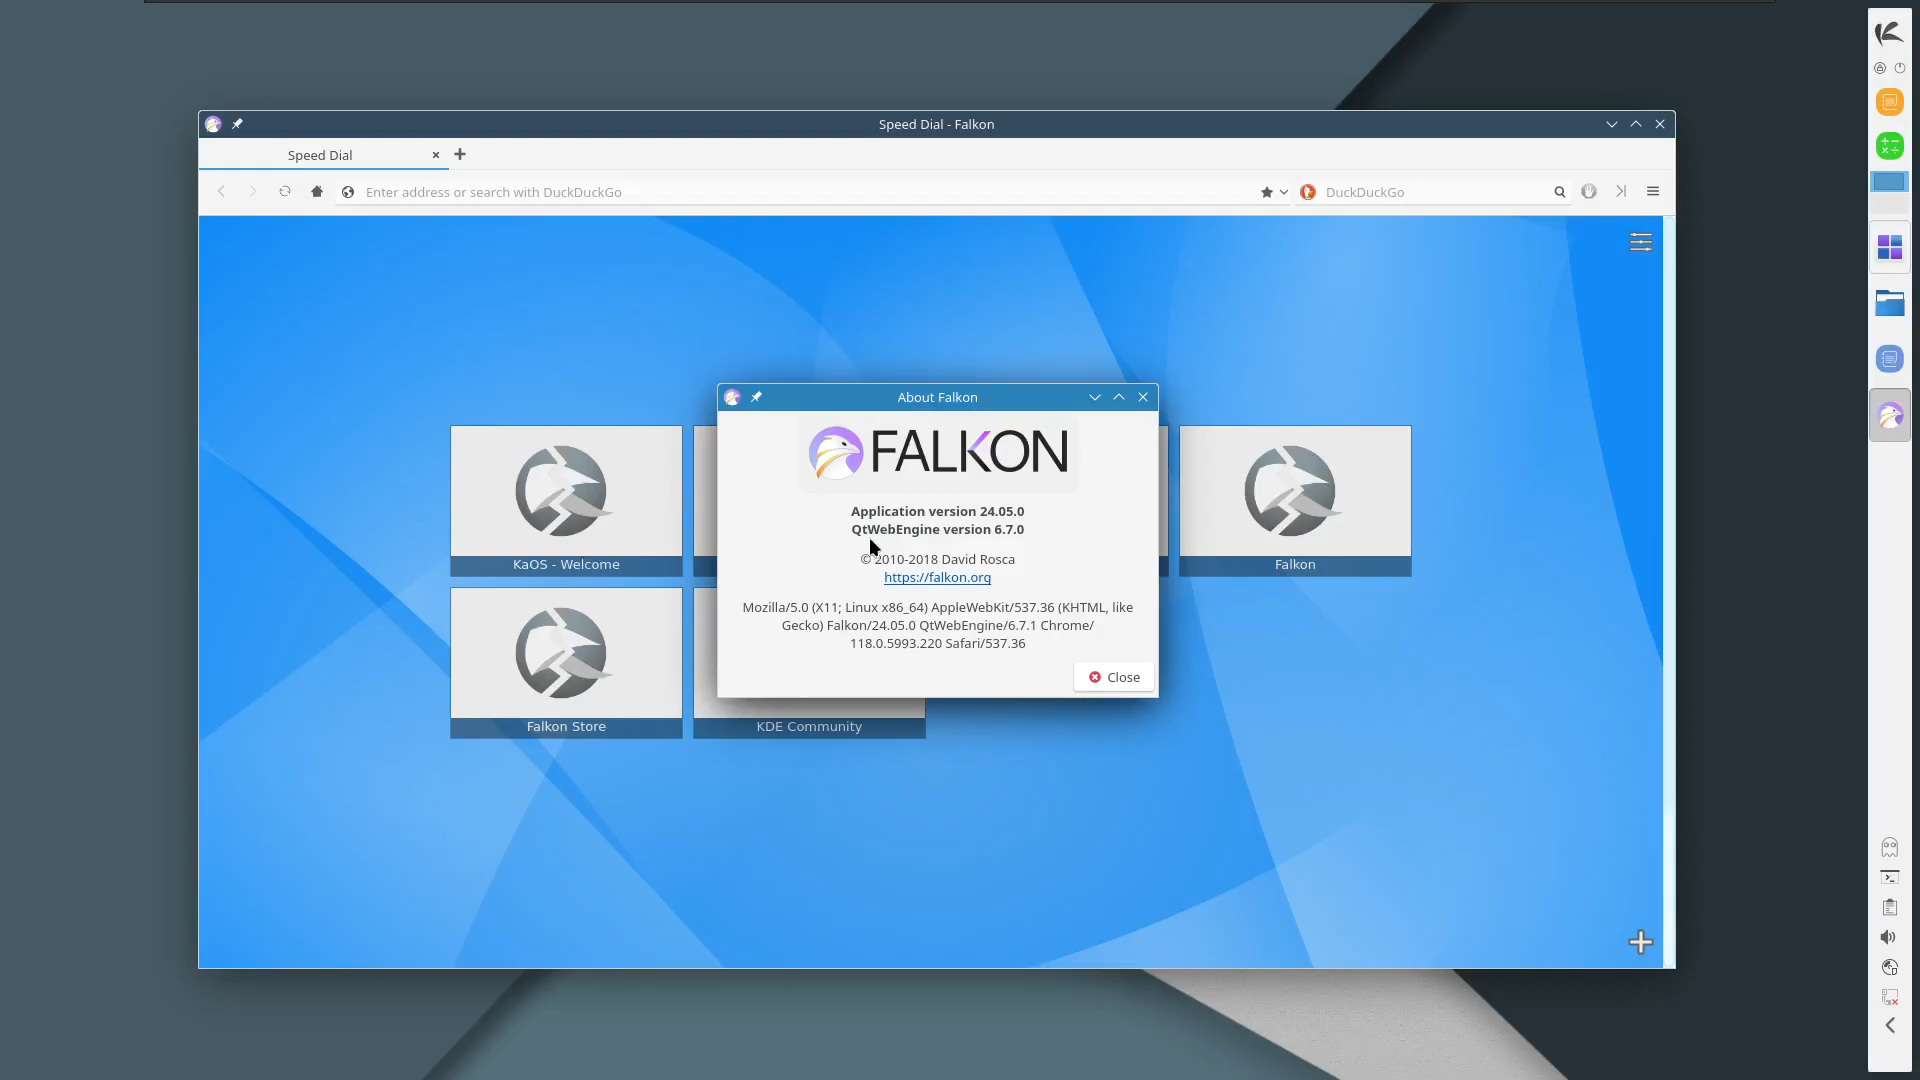 Speed Dial - Falkon
Speed Dial
Enter address or search with DuckDuckGo
DuckDuckGo
About Falkon
FALKON
Application version 24.05.0
QtWebEngine version 6.7.0
© 2010-2018 David Rosca
https://falkon.org
Mozilla/5.0 (X11; Linux x86_64) AppleWebKit/537.36 (KHTML, like
Gecko) Falkon/24.05.0 QtWebEngine/6.7.1 Chrome/
118.0.5993.220 Safari/537.36
Close
KaOS - Welcome
Falkon
Falkon Store
KDE Community